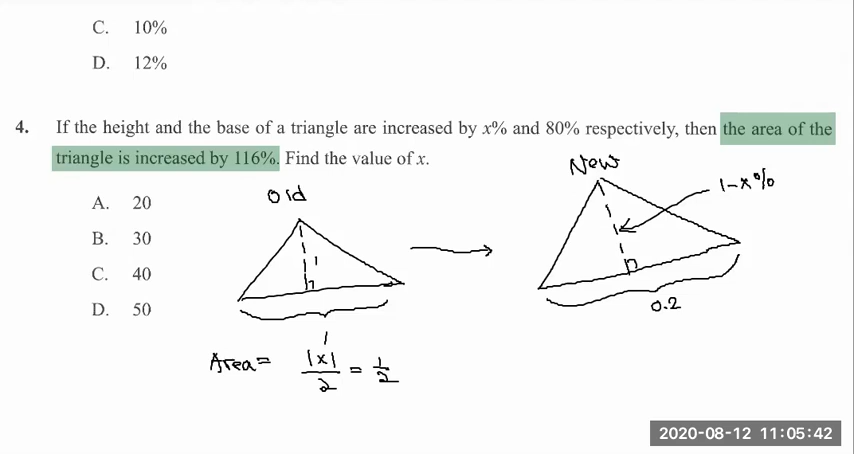 C. 10%
D. 12%
4. If the height and the base of a triangle are increased by x% and 80% respectively, then the area of the
triangle is increased by 116%. Find the value of x.
A. 20
B. 30
C. 40
D. 50
Old
1
1
Area = 1x1/2 = 1/2
New
1-x%
0.2
2020-08-12 11:05:42